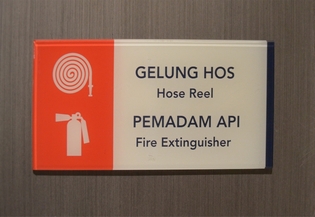 GELUNG HOS
Hose Reel
PEMADAM API
Fire Extinguisher